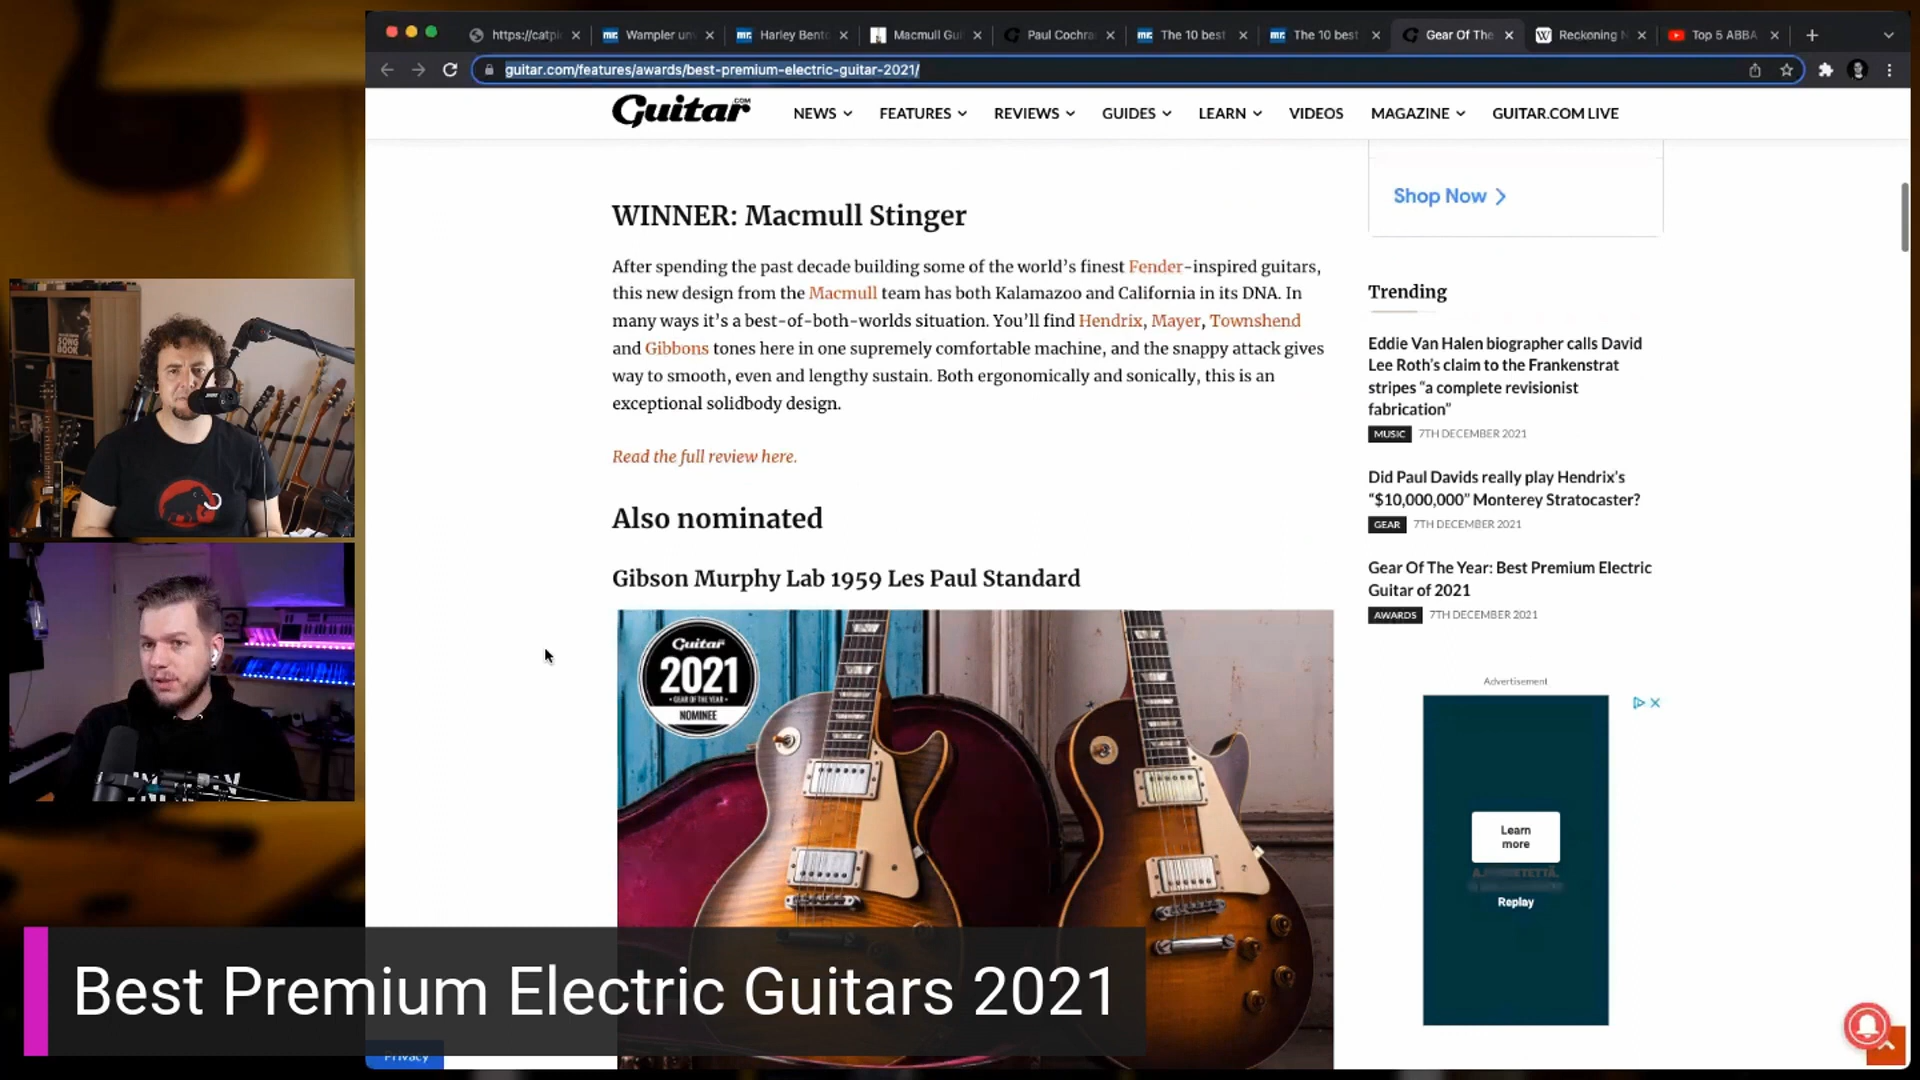 https://catpi
Wampler un
Harley Bent
Macmull Gui
Paul Cochra
The 10 best
The 10 best
Gear Of The
Reckoning N
Top 5 ABBA
guitar.com/features/awards/best-premium-electric-guitar-2021/
Guitar.COM
NEWS
FEATURES
REVIEWS
GUIDES
LEARN
VIDEOS
MAGAZINE
GUITAR.COM LIVE
WINNER: Macmull Stinger
After spending the past decade building some of the world's finest Fender-inspired guitars,
this new design from the Macmull team has both Kalamazoo and California in its DNA. In
many ways it's a best-of-both-worlds situation. You'll find Hendrix, Mayer, Townshend
and Gibbons tones here in one supremely comfortable machine, and the snappy attack gives
way to smooth, even and lengthy sustain. Both ergonomically and sonically, this is an
exceptional solidbody design.
Read the full review here.
Also nominated
Gibson Murphy Lab 1959 Les Paul Standard
Guitar
2021
GEAR OF THE YEAR
NOMINEE
Shop Now
Trending
Eddie Van Halen biographer calls David
Lee Roth's claim to the Frankenstrat
stripes “a complete revisionist
fabrication”
MUSIC 7TH DECEMBER 2021
Did Paul Davids really play Hendrix's
“$10,000,000” Monterey Stratocaster?
GEAR 7TH DECEMBER 2021
Gear Of The Year: Best Premium Electric
Guitar of 2021
AWARDS 7TH DECEMBER 2021
Advertisement
Learn
more
Replay
SONG
BOOK
Best Premium Electric Guitars 2021
Privacy